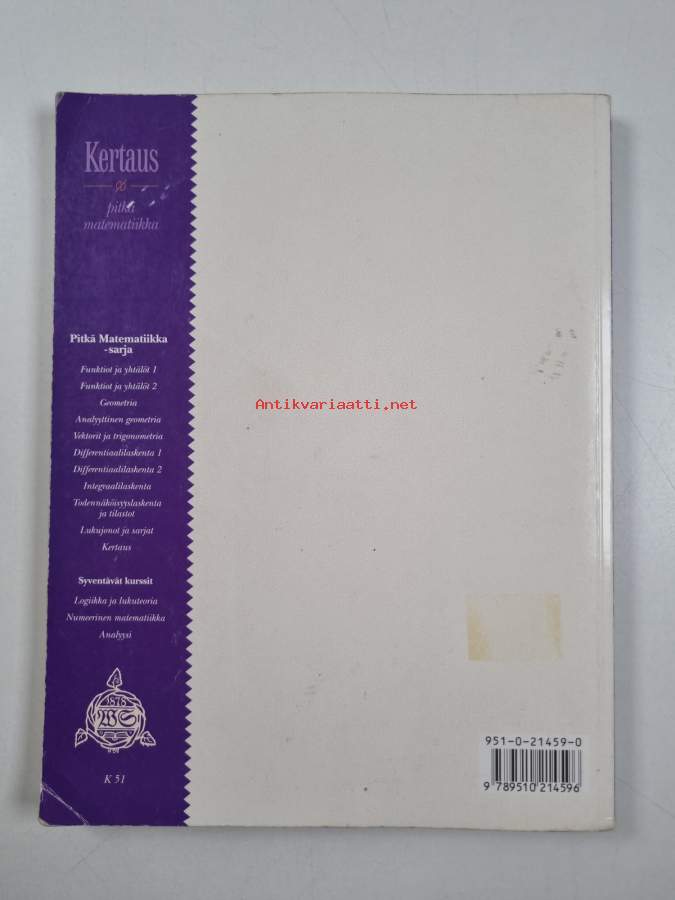 Kertaus
pitkä
matematiikka
Pitkä Matematiikka
-sarja
Funktiot ja yhtälöt 1
Funktiot ja yhtälöt 2
Geometria
Analyyttinen geometria
Vektorit ja trigonometria
Differentiaalilaskenta 1
Differentiaalilaskenta 2
Integraalilaskenta
Todennäköisyyslaskenta
ja tilastot
Lukujonot ja sarjat
Kertaus
Syventävät kurssit
Logiikka ja lukuteoria
Numeerinen matematiikka
Analyysi
1878
WS
K 51
Antikvariaatti.net
951-0-21459-0
9 789510 214596